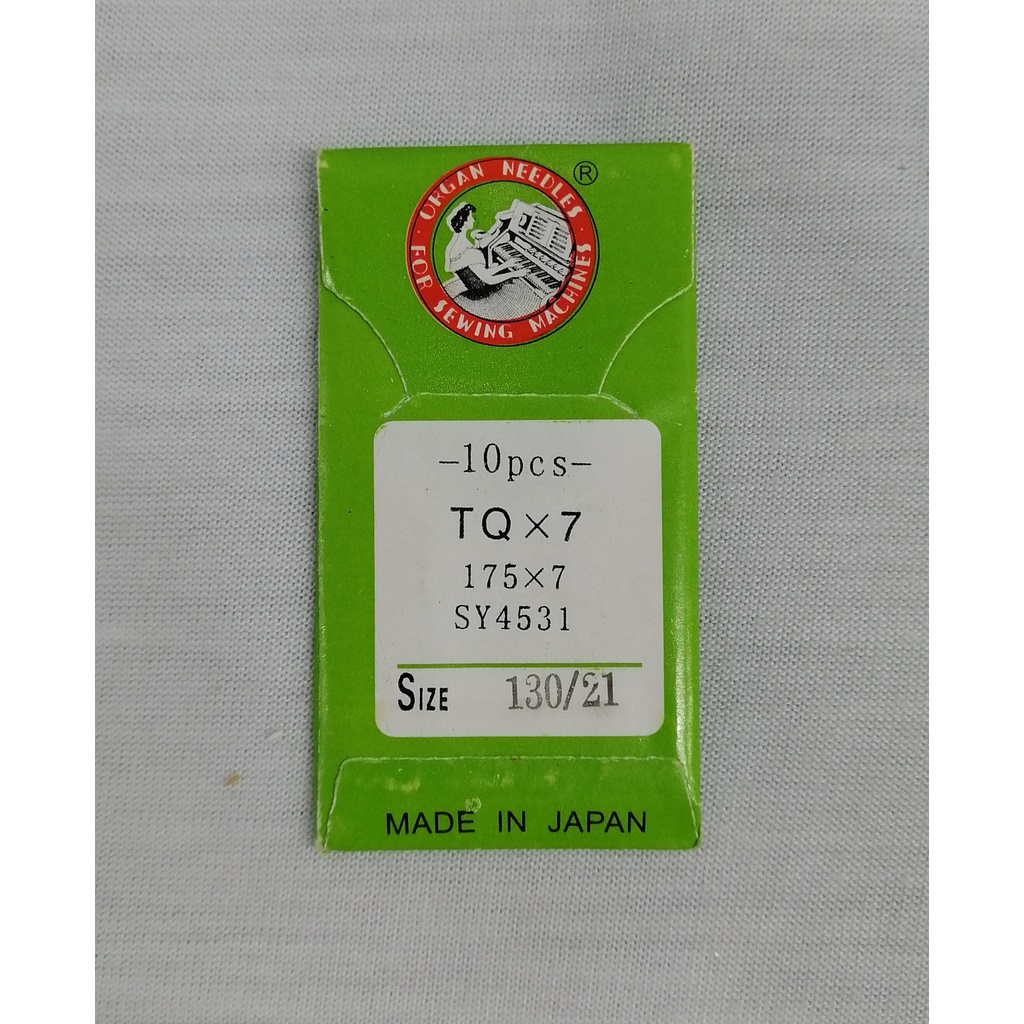 ORGAN NEEDLES ®
FOR SEWING MACHINES
-10pcs-
TQ×7
175×7
SY4531
SIZE 130/21
MADE IN JAPAN